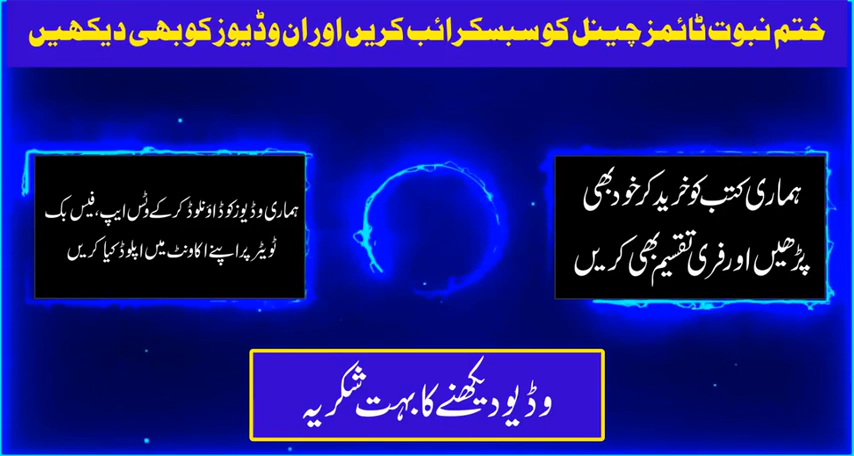 ختم نبوت ٹائمز چینل کو سبسکرائب کریں اور ان وڈیوز کو بھی دیکھیں
ہماری کتب کو خرید کر خود بھی
پڑھیں اور فری تقسیم بھی کریں
ہماری وڈیوز کو ڈاؤنلوڈ کر کے وٹس ایپ، فیس بک
ٹویٹر پر اپنے اکاونٹ میں اپلوڈ کیا کریں
وڈیو دیکھنے کا بہت شکریہ